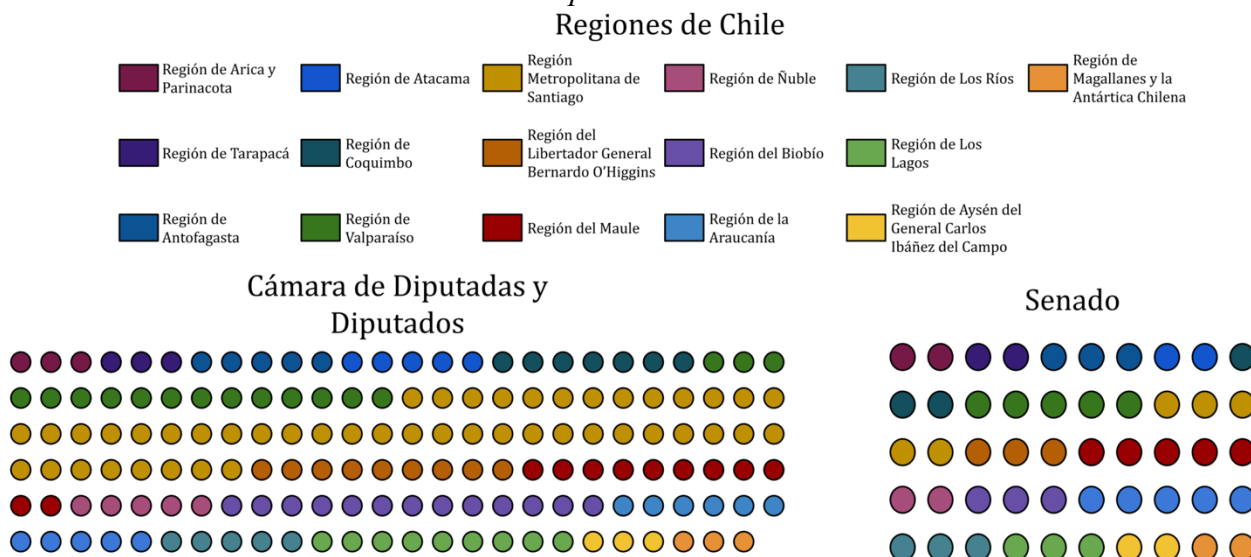 Regiones de Chile
Región de Arica y
Parinacota
Región de Atacama
Región
Metropolitana de
Santiago
Región de Ñuble
Región de Los Ríos
Región de
Magallanes y la
Antártica Chilena
Región de Tarapacá
Región de
Coquimbo
Región del
Libertador General
Bernardo O'Higgins
Región del Biobío
Región de Los
Lagos
Región de
Antofagasta
Región de
Valparaíso
Región del Maule
Región de la
Araucanía
Región de Aysén del
General Carlos
Ibáñez del Campo
Cámara de Diputadas y
Diputados
Senado